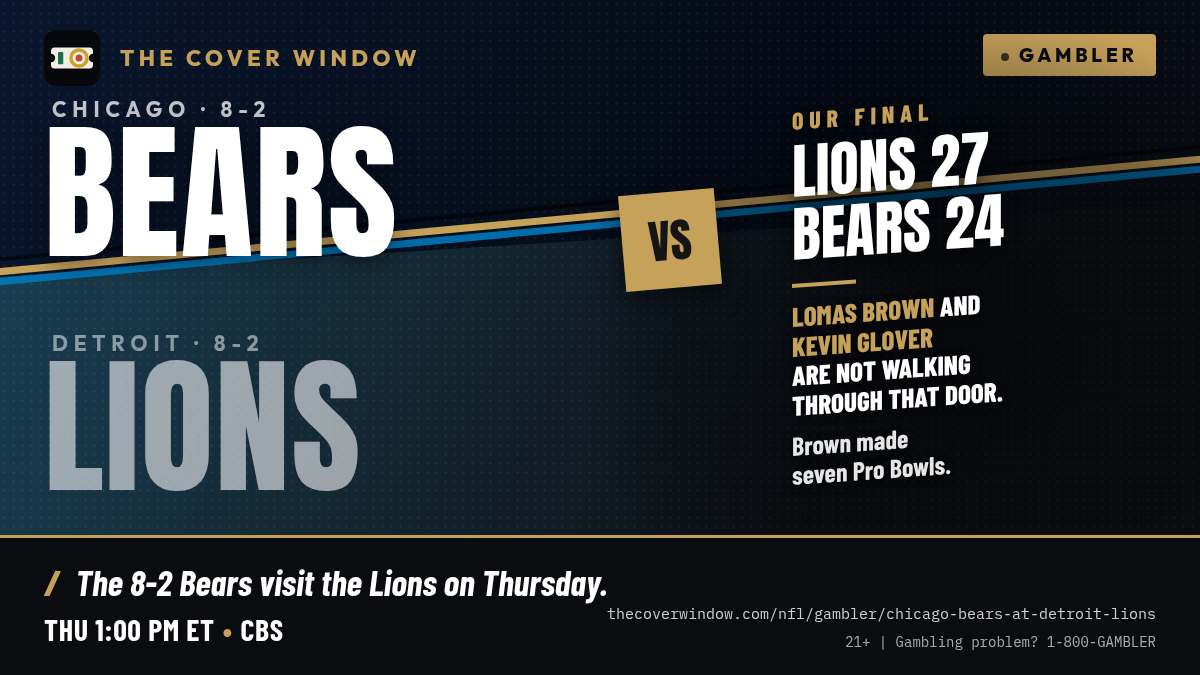 THE COVER WINDOW
• GAMBLER
CHICAGO · 8-2
BEARS
DETROIT · 8-2
LIONS
VS
OUR FINAL
LIONS 27
BEARS 24
LOMAS BROWN AND
KEVIN GLOVER
ARE NOT WALKING
THROUGH THAT DOOR.
Brown made
seven Pro Bowls.
/ The 8-2 Bears visit the Lions on Thursday.
THU 1:00 PM ET • CBS
thecoverwindow.com/nfl/gambler/chicago-bears-at-detroit-lions
21+ | Gambling problem? 1-800-GAMBLER